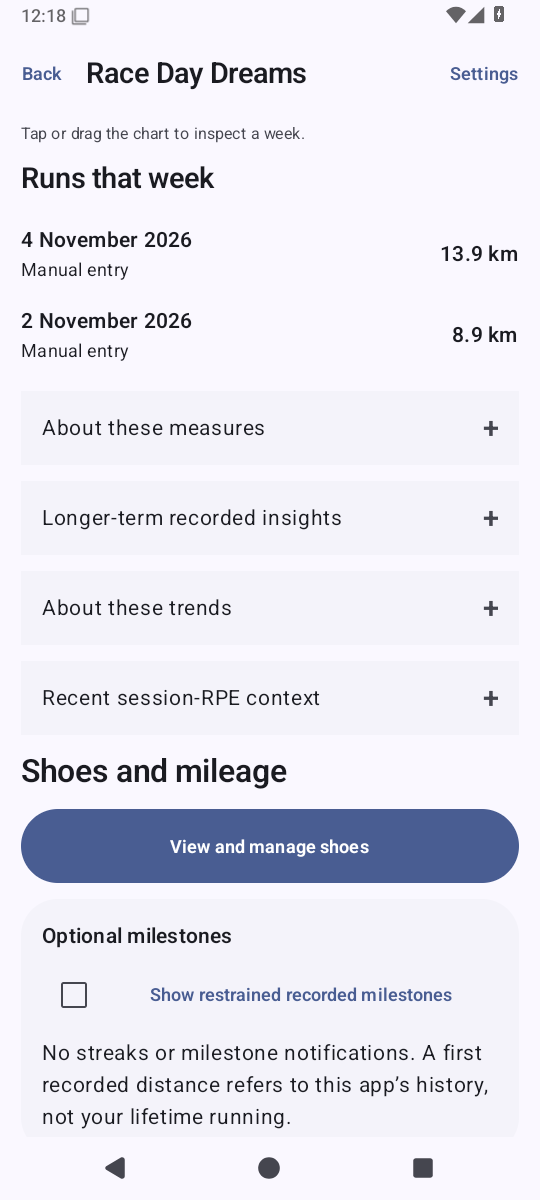 12:18
Back Race Day Dreams Settings
Tap or drag the chart to inspect a week.
Runs that week
4 November 2026
Manual entry
13.9 km
2 November 2026
Manual entry
8.9 km
About these measures +
Longer-term recorded insights +
About these trends +
Recent session-RPE context +
Shoes and mileage
View and manage shoes
Optional milestones
Show restrained recorded milestones
No streaks or milestone notifications. A first
recorded distance refers to this app’s history,
not your lifetime running.